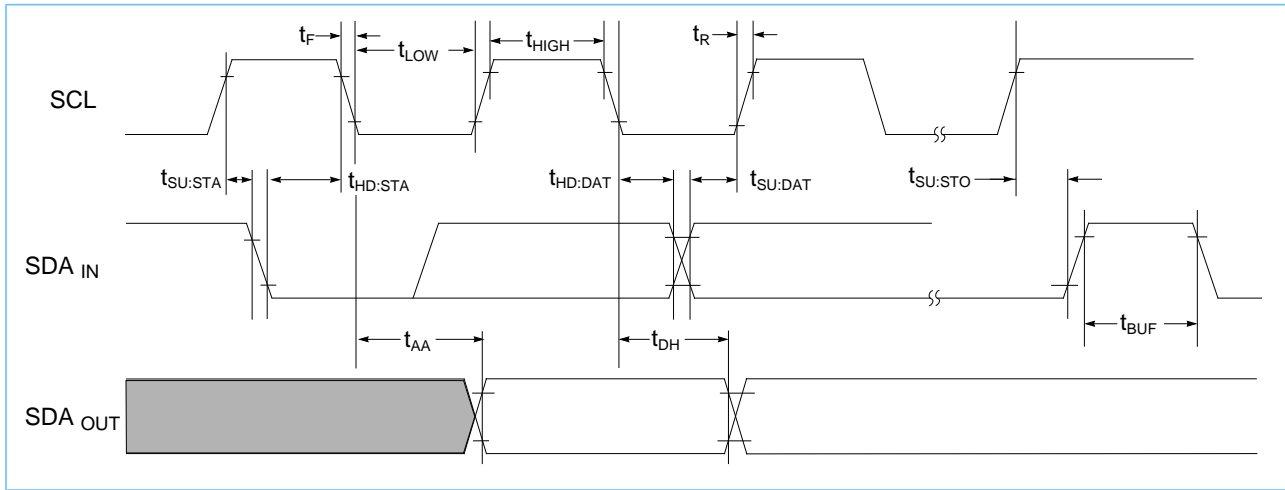 tF
tLOW
tHIGH
tR
SCL
tSU:STA
tHD:STA
tHD:DAT
tSU:DAT
tSU:STO
SDA IN
tBUF
tAA
tDH
SDA OUT